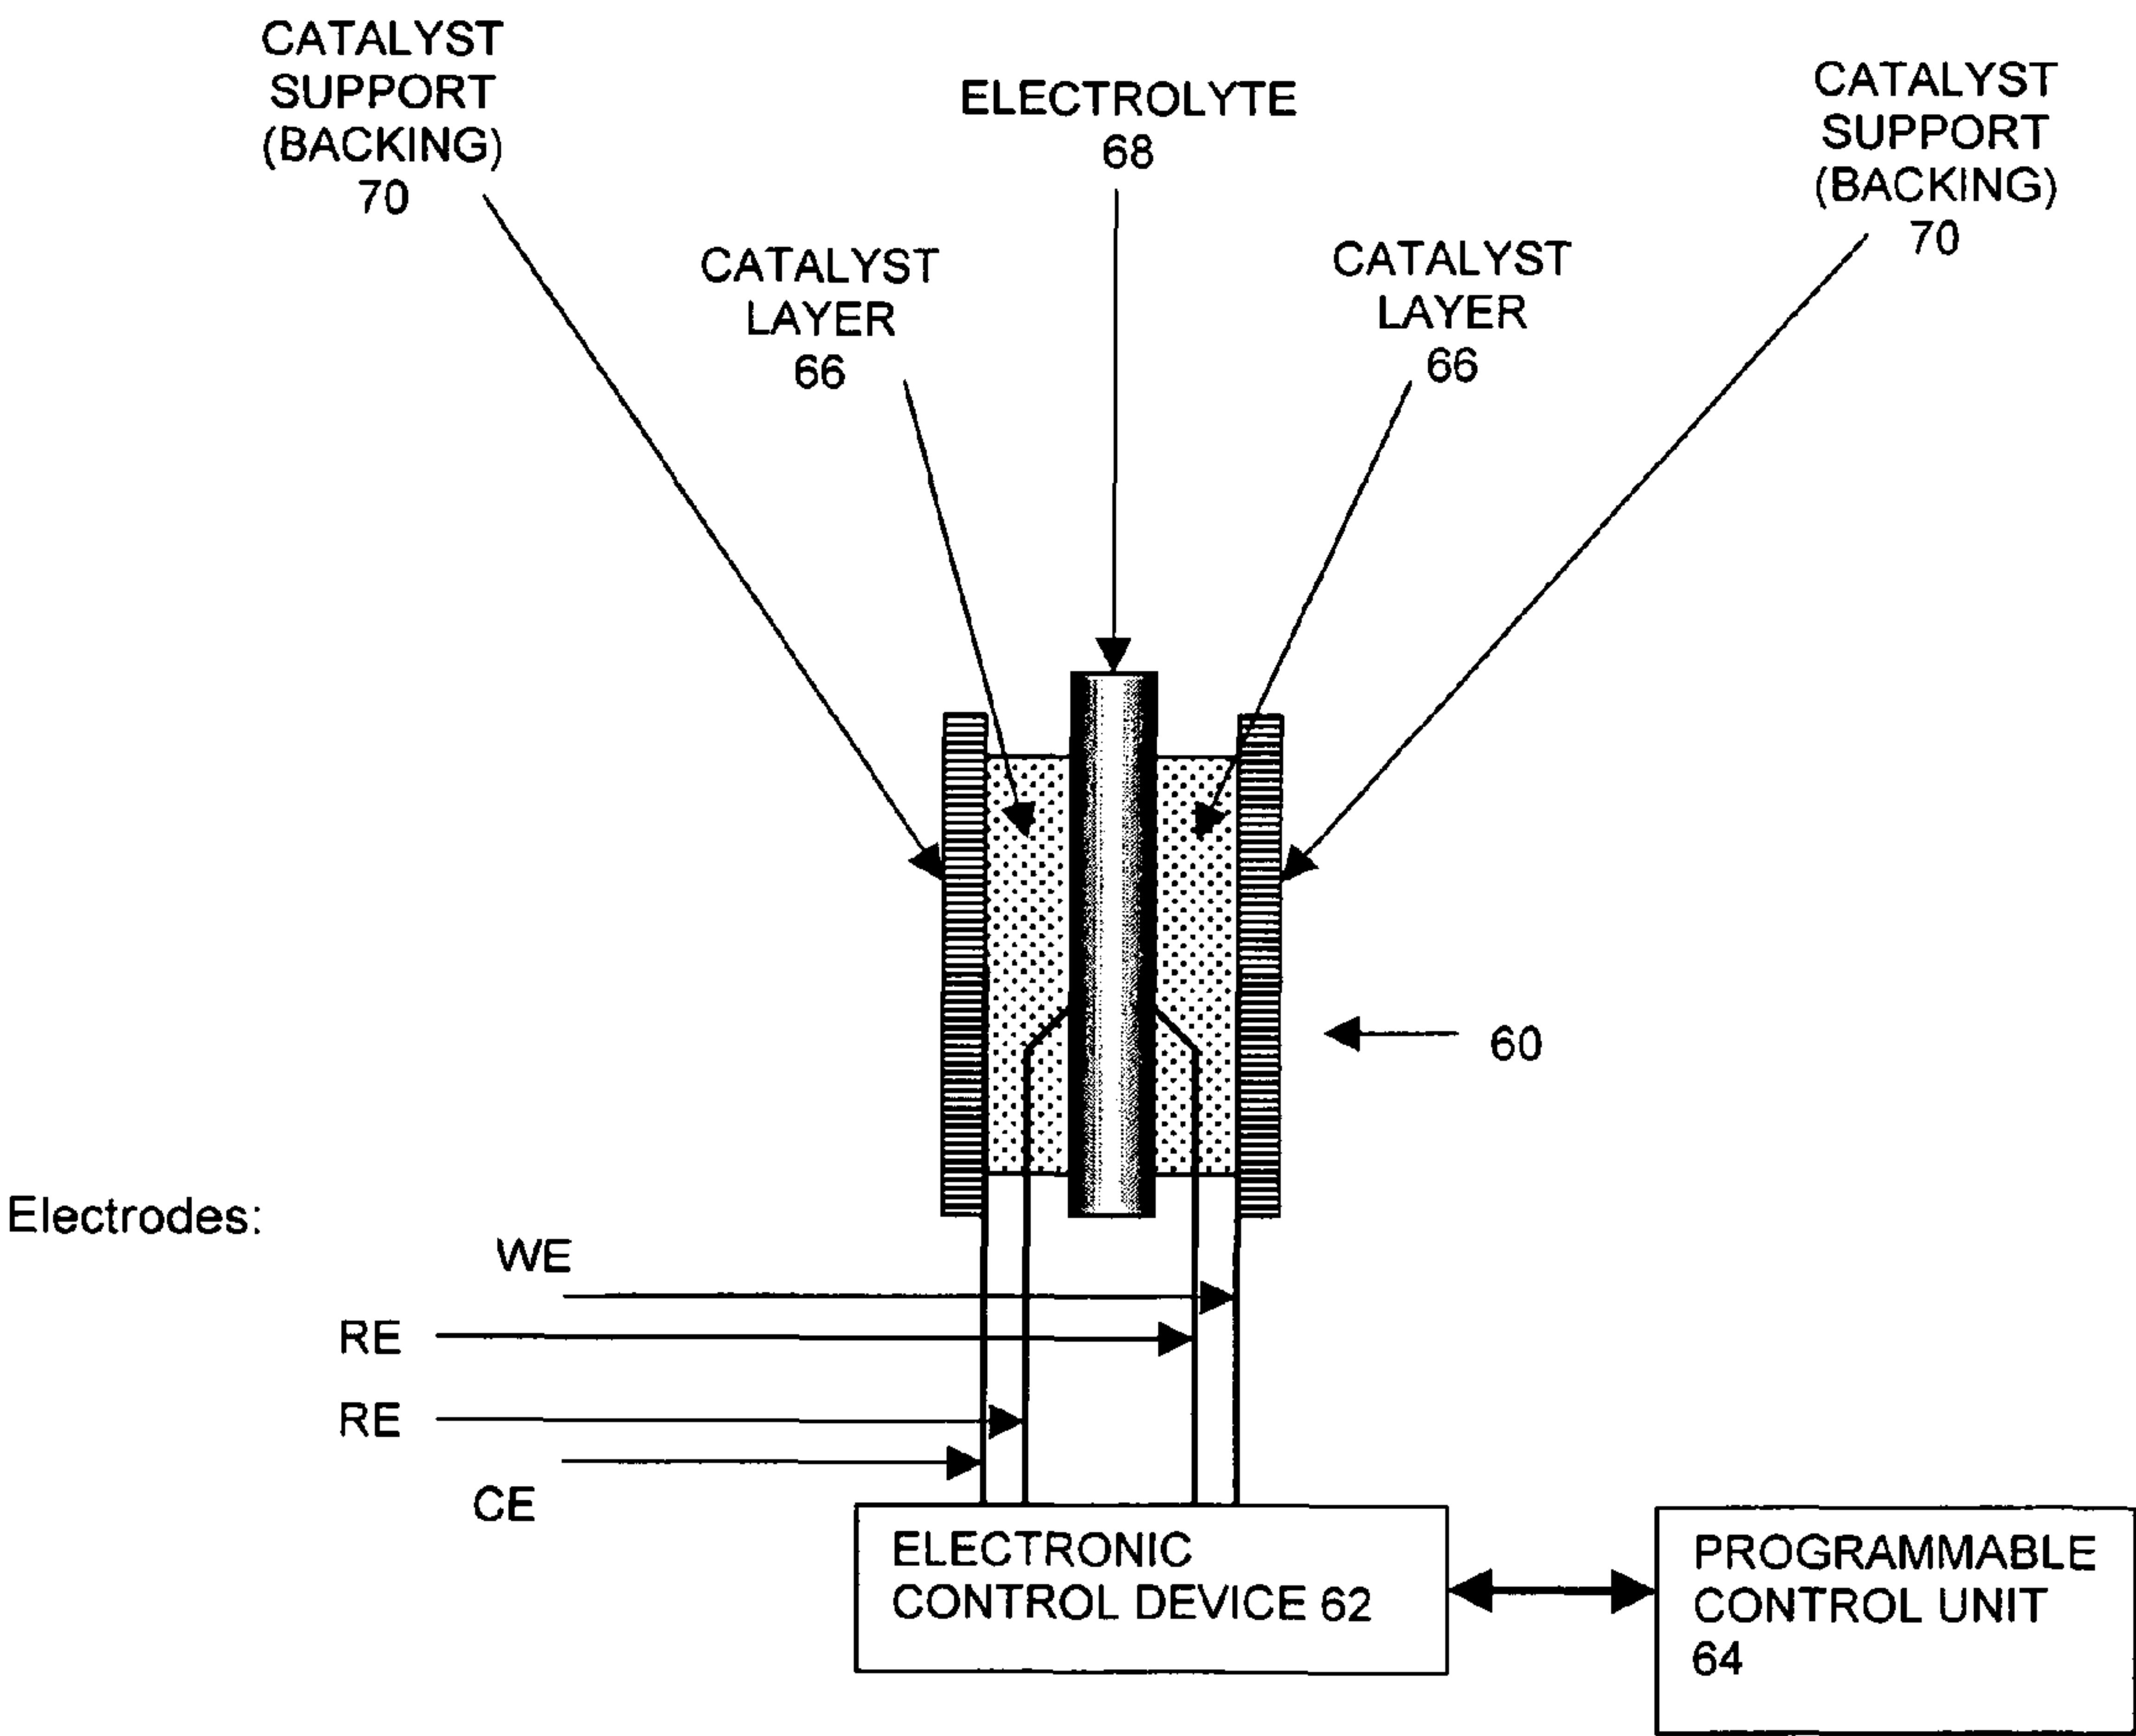 CATALYST
SUPPORT
(BACKING)
70
ELECTROLYTE
68
CATALYST
SUPPORT
(BACKING)
70
CATALYST
LAYER
66
CATALYST
LAYER
66
60
Electrodes:
WE
RE
RE
CE
ELECTRONIC
CONTROL DEVICE 62
PROGRAMMABLE
CONTROL UNIT
64